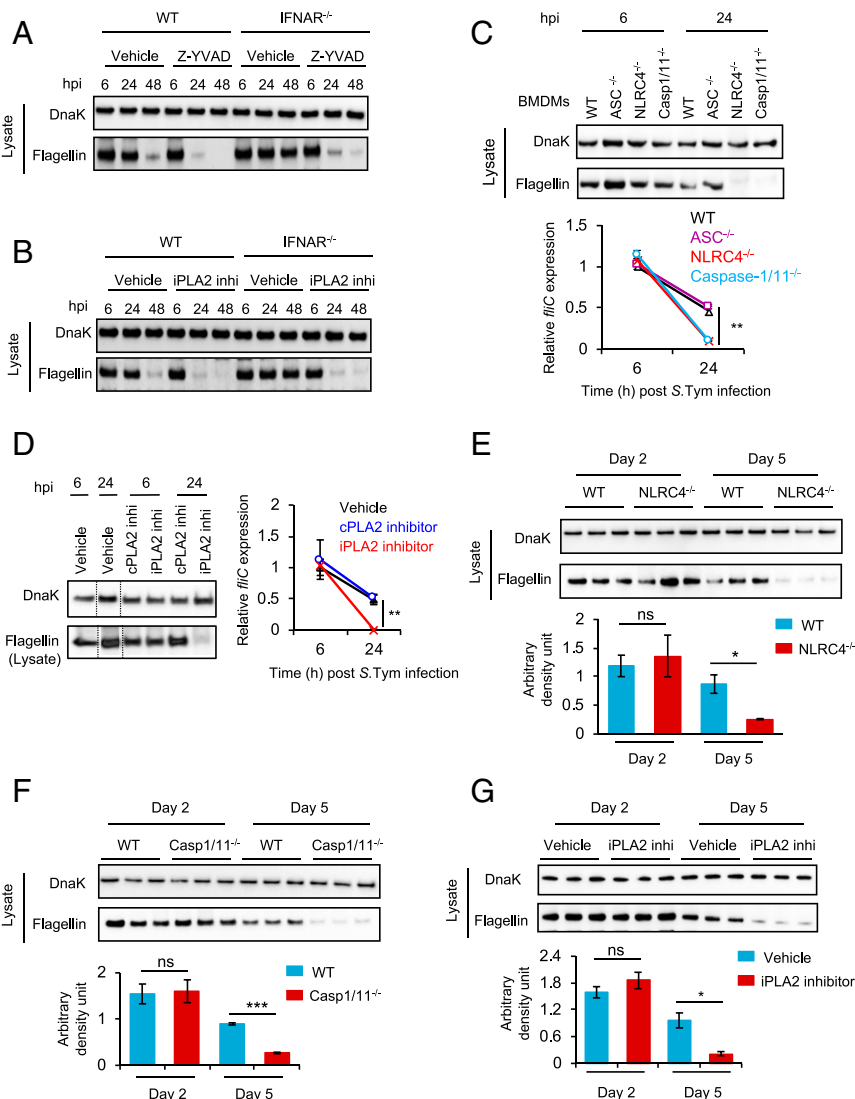 A
WT IFNAR-/-
Vehicle Z-YVAD Vehicle Z-YVAD
hpi 6 24 48 6 24 48 6 24 48 6 24 48
Lysate
DnaK
Flagellin
B
WT IFNAR-/-
Vehicle iPLA2 inhi Vehicle iPLA2 inhi
hpi 6 24 48 6 24 48 6 24 48 6 24 48
Lysate
DnaK
Flagellin
C
hpi 6 24
BMDMs WT ASC-/- NLRC4-/- Casp1/11-/- WT ASC-/- NLRC4-/- Casp1/11-/-
Lysate
DnaK
Flagellin
WT
ASC-/-
NLRC4-/-
Caspase-1/11-/-
Relative fliC expression
1.5
1
0.5
0
**
6 24
Time (h) post S.Tym infection
D
hpi 6 24 6 24
Vehicle Vehicle cPLA2 inhi iPLA2 inhi cPLA2 inhi iPLA2 inhi
DnaK
Flagellin
(Lysate)
Vehicle
cPLA2 inhibitor
iPLA2 inhibitor
Relative fliC expression
2
1.5
1
0.5
0
**
6 24
Time (h) post S.Tym infection
E
Day 2 Day 5
WT NLRC4-/- WT NLRC4-/-
Lysate
DnaK
Flagellin
Arbitrary
density unit
2
1.5
1
0.5
0
ns
*
WT
NLRC4-/-
Day 2 Day 5
F
Day 2 Day 5
WT Casp1/11-/- WT Casp1/11-/-
Lysate
DnaK
Flagellin
Arbitrary
density unit
2
1
0
ns
***
WT
Casp1/11-/-
Day 2 Day 5
G
Day 2 Day 5
Vehicle iPLA2 inhi Vehicle iPLA2 inhi
Lysate
DnaK
Flagellin
Arbitrary
density unit
2.4
1.8
1.2
0.6
0
ns
*
Vehicle
iPLA2 inhibitor
Day 2 Day 5